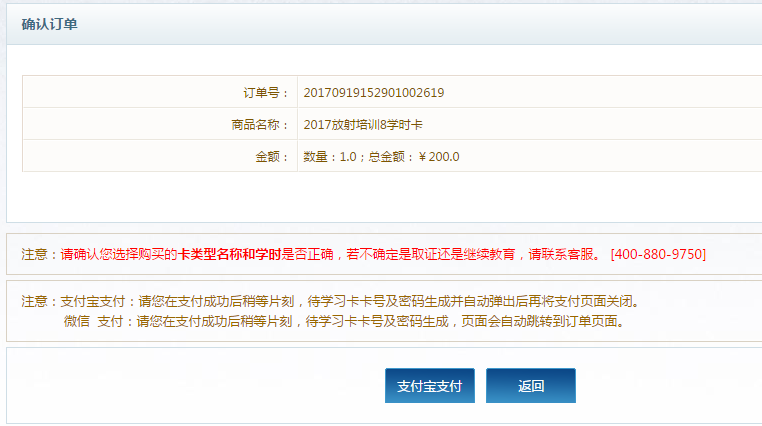 确认订单
订单号： 20170919152901002619
商品名称： 2017放射培训8学时卡
金额： 数量：1.0；总金额：￥200.0
注意：请确认您选择购买的卡类型名称和学时是否正确，若不确定是取证还是继续教育，请联系客服。 [400-880-9750]
注意：支付宝支付：请您在支付成功后稍等片刻，待学习卡卡号及密码生成并自动弹出后再将支付页面关闭。
微信 支付：请您在支付成功后稍等片刻，待学习卡卡号及密码生成，页面会自动跳转到订单页面。
支付宝支付 返回